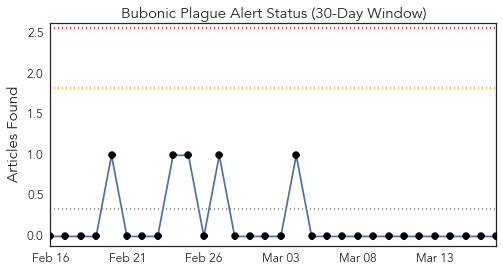 Bubonic Plague Alert Status (30-Day Window)
Articles Found
2.5
2.0
1.5
1.0
0.5
0.0
Feb 16
Feb 21
Feb 26
Mar 03
Mar 08
Mar 13